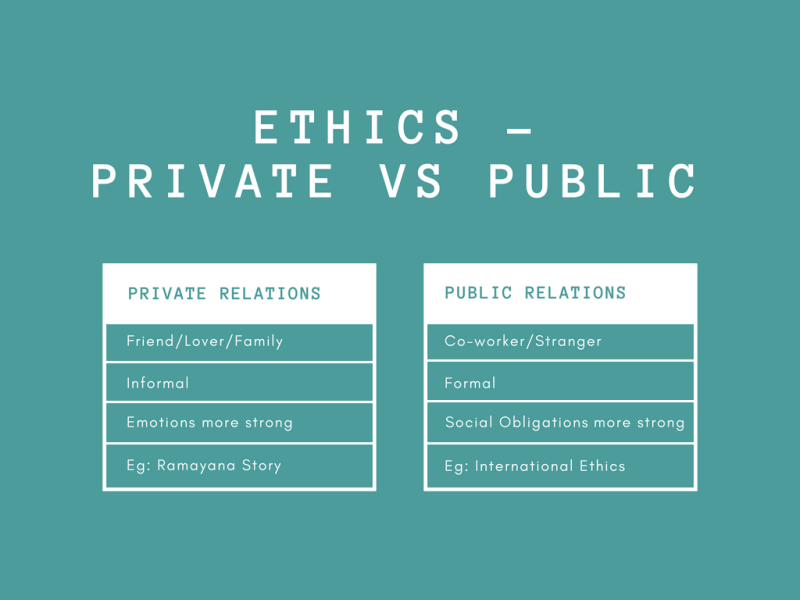 ETHICS –
PRIVATE VS PUBLIC
PRIVATE RELATIONS
Friend/Lover/Family
Informal
Emotions more strong
Eg: Ramayana Story
PUBLIC RELATIONS
Co-worker/Stranger
Formal
Social Obligations more strong
Eg: International Ethics